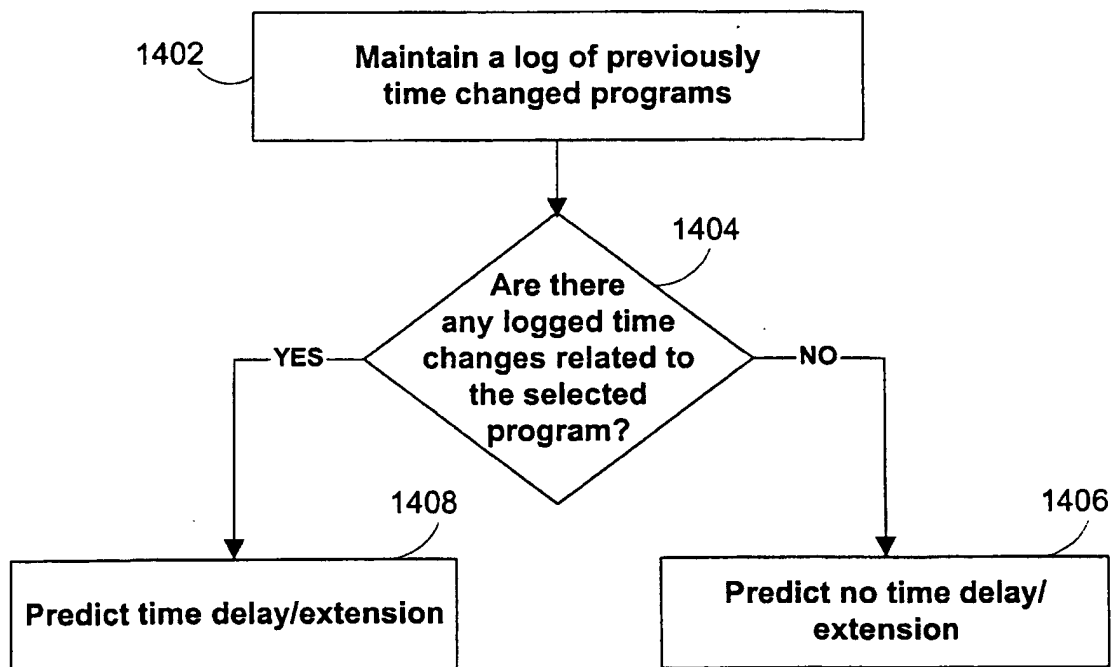 1402
Maintain a log of previously
time changed programs
1404
Are there
any logged time
changes related to
the selected
program?
YES
NO
1408
Predict time delay/extension
1406
Predict no time delay/
extension